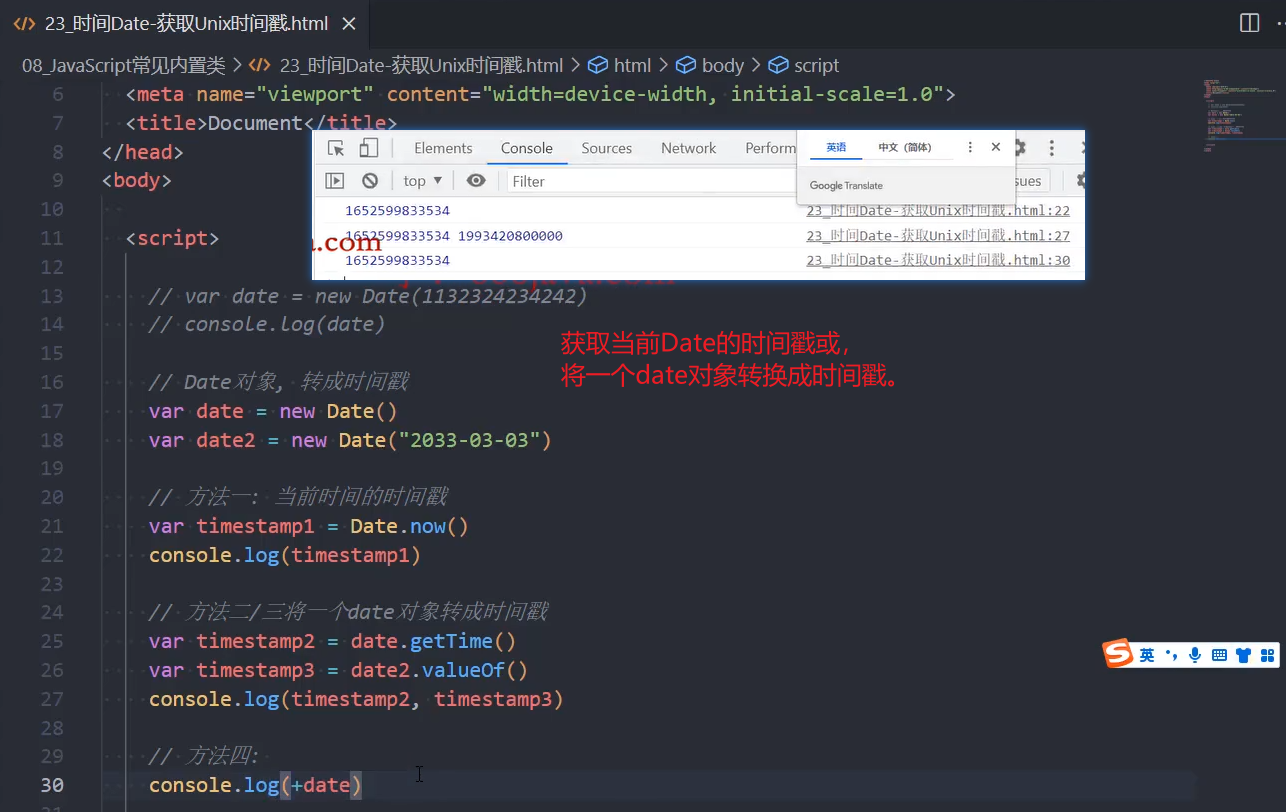 23_时间Date-获取Unix时间戳.html
08_JavaScript常见内置类 > 23_时间Date-获取Unix时间戳.html > html > body > script
6 <meta name="viewport" content="width=device-width, initial-scale=1.0">
7 <title>Document</title>
8 </head>
9 <body>
10
11 <script>
12
13 // var date = new Date(1132324234242)
14 // console.log(date)
15
16 // Date对象, 转成时间戳
17 var date = new Date()
18 var date2 = new Date("2033-03-03")
19
20 // 方法一: 当前时间的时间戳
21 var timestamp1 = Date.now()
22 console.log(timestamp1)
23
24 // 方法二/三将一个date对象转成时间戳
25 var timestamp2 = date.getTime()
26 var timestamp3 = date2.valueOf()
27 console.log(timestamp2, timestamp3)
28
29 // 方法四:
30 console.log(+date)
31
Elements Console Sources Network Perform
英语 中文 (简体)
top Filter
Google Translate
sues
1652599833534 23_时间Date-获取Unix时间戳.html:22
1652599833534 1993420800000 23_时间Date-获取Unix时间戳.html:27
1652599833534 23_时间Date-获取Unix时间戳.html:30
.com
获取当前Date的时间戳或，
将一个date对象转换成时间戳。
S 英